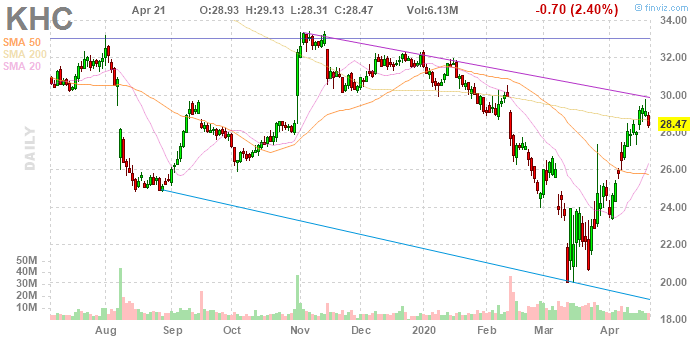 KHC Apr 21 O:28.93 H:29.13 L:28.31 C:28.47 Vol:6.13M -0.70 (2.40%) © finviz.com
SMA 50
SMA 200
SMA 20
34.00
32.00
30.00
28.47
28.00
26.00
24.00
22.00
20.00
18.00
DAILY
50M
40M
30M
20M
10M
Aug Sep Oct Nov Dec 2020 Feb Mar Apr